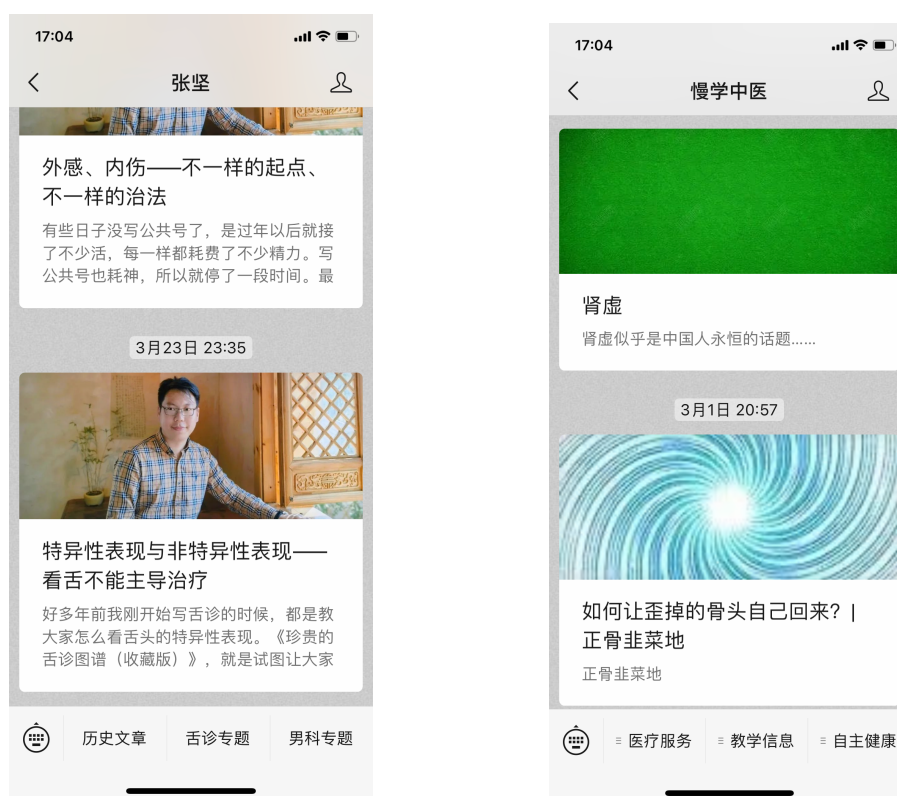 17:04
张坚
外感、内伤——不一样的起点、
不一样的治法
有些日子没写公共号了，是过年以后就接
了不少活，每一样都耗费了不少精力。写
公共号也耗神，所以就停了一段时间。最
3月23日 23:35
特异性表现与非特异性表现——
看舌不能主导治疗
好多年前我刚开始写舌诊的时候，都是教
大家怎么看舌头的特异性表现。《珍贵的
舌诊图谱（收藏版）》，就是试图让大家
历史文章
舌诊专题
男科专题
17:04
慢学中医
肾虚
肾虚似乎是中国人永恒的话题......
3月1日 20:57
如何让歪掉的骨头自己回来？|
正骨韭菜地
正骨韭菜地
医疗服务
教学信息
自主健康